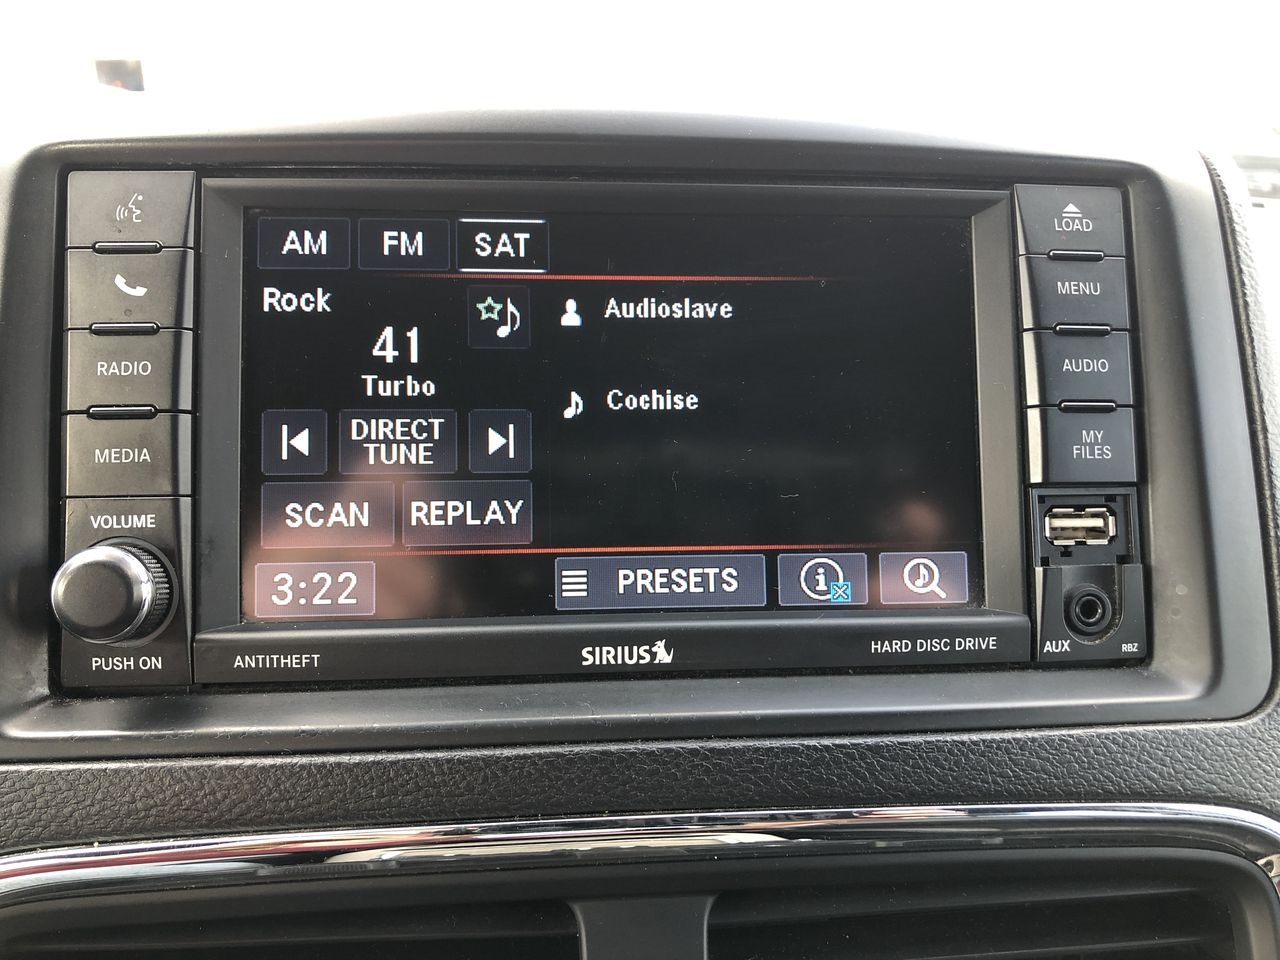 RADIO
MEDIA
VOLUME
PUSH ON
AM FM SAT
Rock
41
Turbo
DIRECT
TUNE
SCAN REPLAY
Audioslave
Cochise
3:22 PRESETS
ANTITHEFT SIRIUS HARD DISC DRIVE
LOAD
MENU
AUDIO
MY
FILES
AUX RBZ